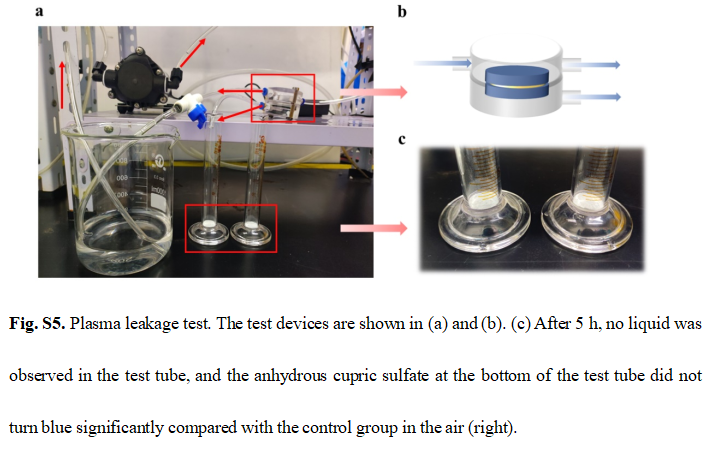 a
b
c
Fig. S5. Plasma leakage test. The test devices are shown in (a) and (b). (c) After 5 h, no liquid was
observed in the test tube, and the anhydrous cupric sulfate at the bottom of the test tube did not
turn blue significantly compared with the control group in the air (right).